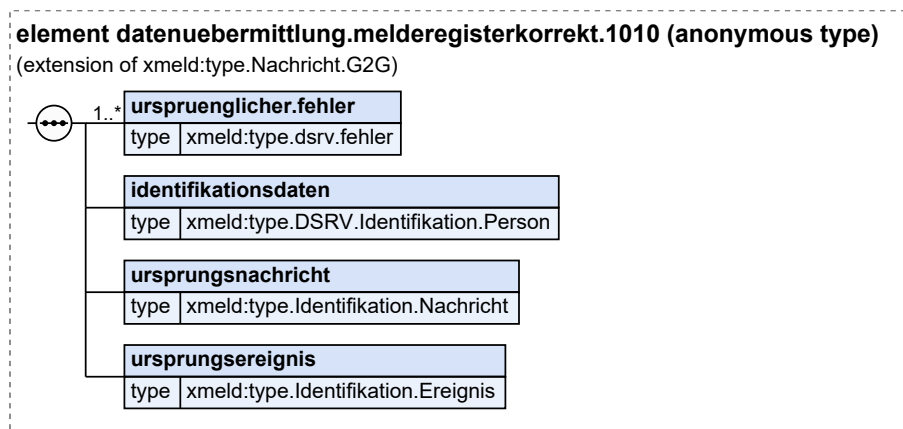 element datenuebermittlung.melderegisterkorrekt.1010 (anonymous type)
(extension of xmeld:type.Nachricht.G2G)
1..*
urspruenglicher.fehler
type xmeld:type.dsrv.fehler
identifikationsdaten
type xmeld:type.DSRV.Identifikation.Person
ursprungsnachricht
type xmeld:type.Identifikation.Nachricht
ursprungsereignis
type xmeld:type.Identifikation.Ereignis